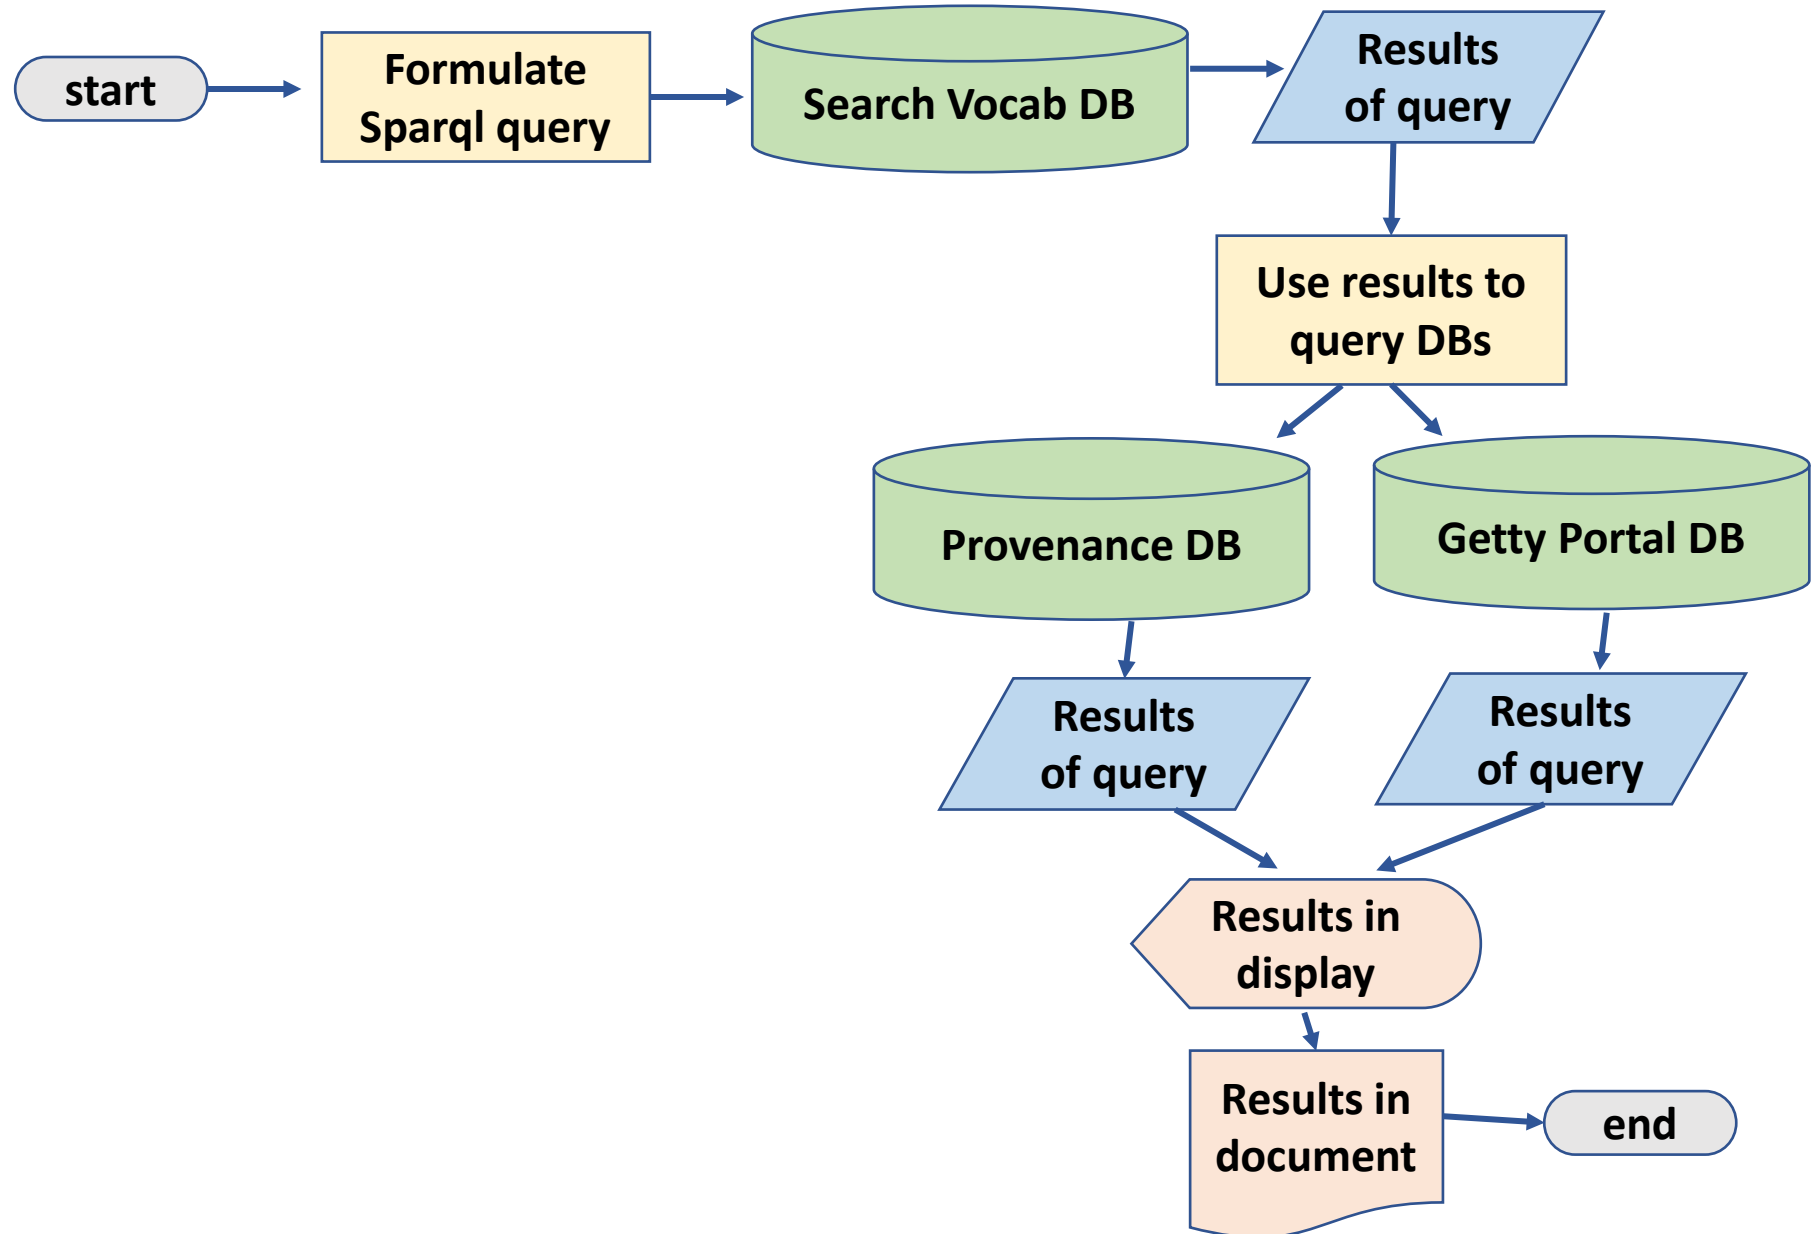 start
Formulate
Sparql query
Search Vocab DB
Results
of query
Use results to
query DBs
Provenance DB
Getty Portal DB
Results
of query
Results
of query
Results in
display
Results in
document
end